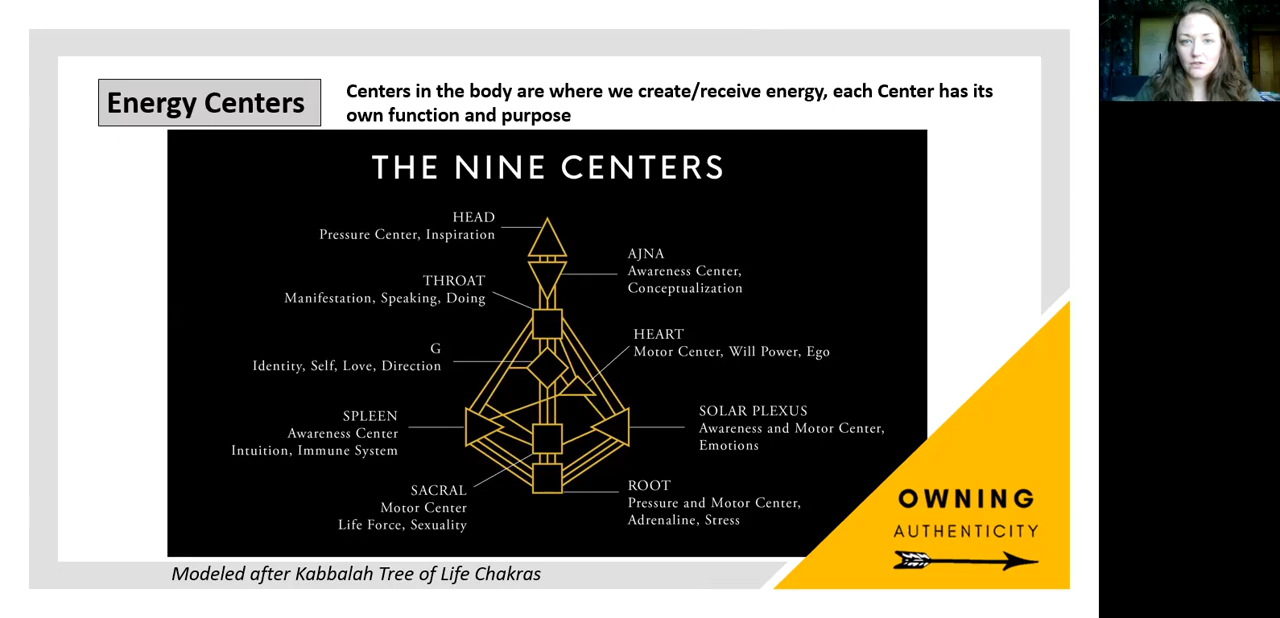 Energy Centers
Centers in the body are where we create/receive energy, each Center has its
own function and purpose
THE NINE CENTERS
HEAD
Pressure Center, Inspiration
AJNA
Awareness Center,
Conceptualization
THROAT
Manifestation, Speaking, Doing
HEART
Motor Center, Will Power, Ego
G
Identity, Self, Love, Direction
SPLEEN
Awareness Center
Intuition, Immune System
SOLAR PLEXUS
Awareness and Motor Center,
Emotions
SACRAL
Motor Center
Life Force, Sexuality
ROOT
Pressure and Motor Center,
Adrenaline, Stress
OWNING
AUTHENTICITY
Modeled after Kabbalah Tree of Life Chakras